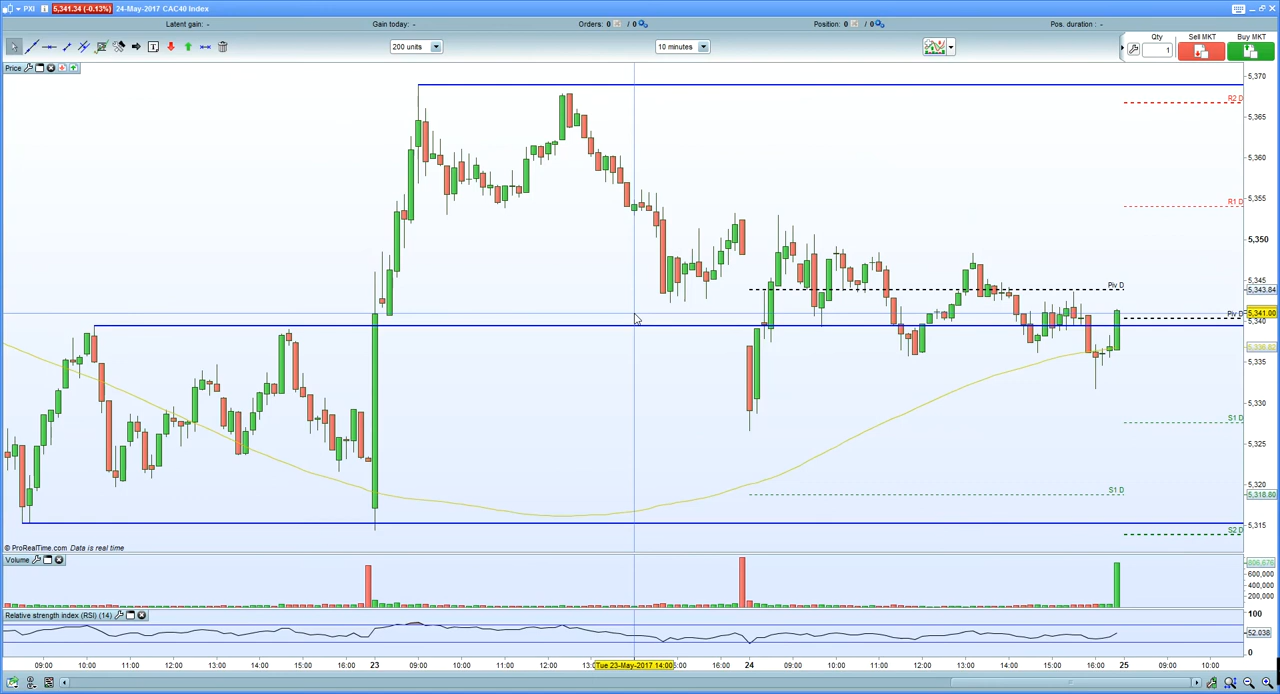 PXI 5,341.34 (-0.13%) 24-May-2017 CAC40 Index
Latent gain: - Gain today: - Orders: 0 / 0 Position: 0 / 0 Pos. duration : -
200 units 10 minutes Qty Sell MKT Buy MKT
1
Price
5,370
R2 D
5,365
5,360
5,355
R1 D
5,350
5,345
Piv D
5,343.84
Piv D
5,341.00
5,340
5,335
5,330
S1 D
5,325
5,320
S1 D
5,318.80
5,315
S2 D
© ProRealTime.com Data is real time
Volume
600,000
400,000
200,000
Relative strength index (RSI) (14)
100
52.038
0
09:00 10:00 11:00 12:00 13:00 14:00 15:00 16:00 23 09:00 10:00 11:00 12:00 Tue 23-May-2017 14:00 16:00 24 09:00 10:00 11:00 12:00 13:00 14:00 15:00 16:00 25 09:00 10:00